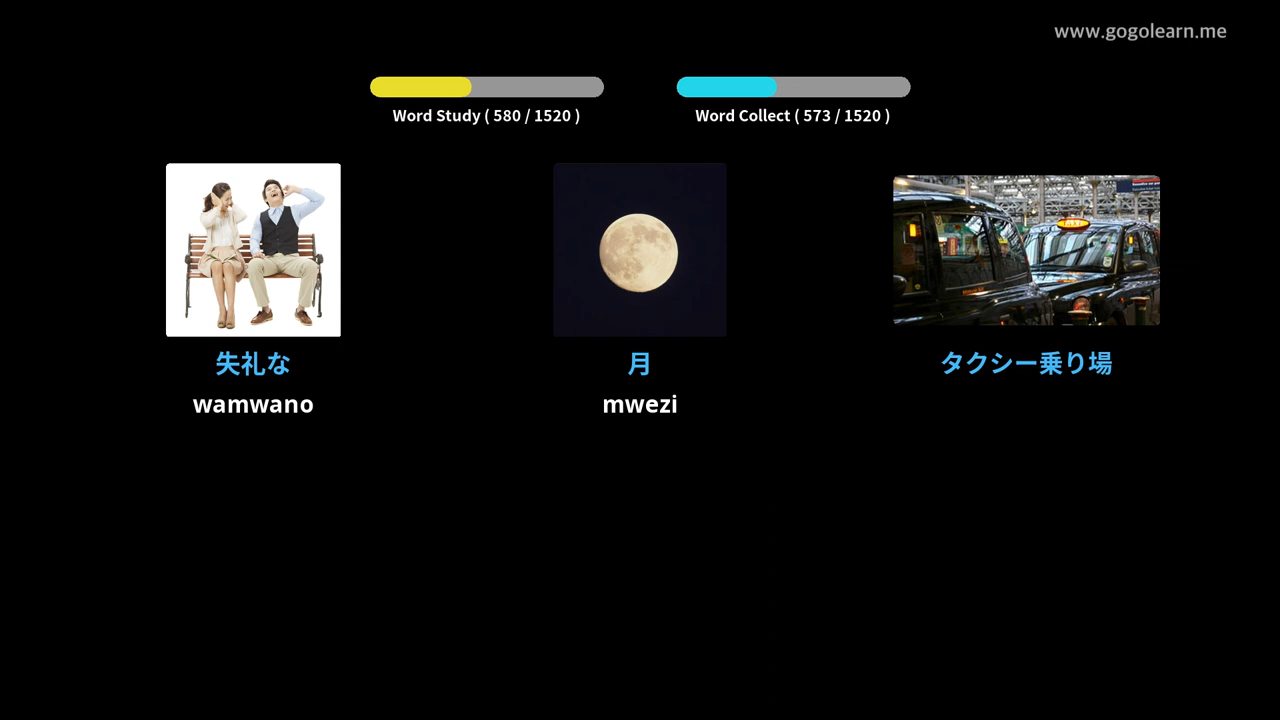 www.gogolearn.me
Word Study ( 580 / 1520 )
Word Collect ( 573 / 1520 )
失礼な
月
タクシー乗り場
wamwano
mwezi